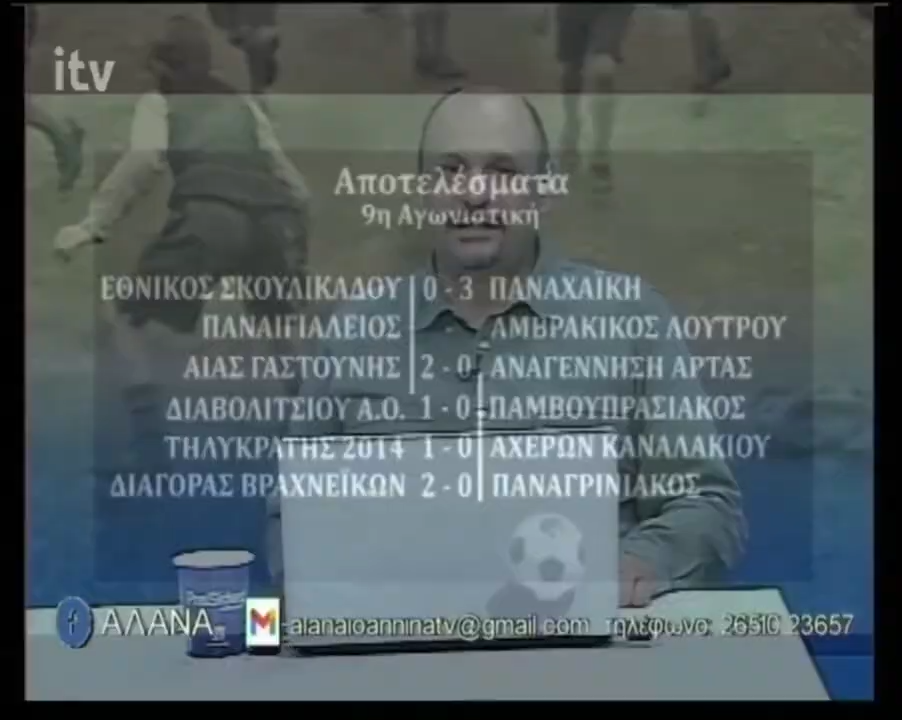 itv
Αποτελέσματα
9η Αγωνιστική
ΕΘΝΙΚΟΣ ΣΚΟΥΛΙΚΑΔΟΥ 0 - 3 ΠΑΝΑΧΑΪΚΗ
ΠΑΝΑΙΓΙΑΛΕΙΟΣ - ΑΜΒΡΑΚΙΚΟΣ ΛΟΥΤΡΟΥ
ΑΙΑΣ ΓΑΣΤΟΥΝΗΣ 2 - 0 ΑΝΑΓΕΝΝΗΣΗ ΑΡΤΑΣ
ΔΙΑΒΟΛΙΤΣΙΟΥ Α.Ο. 1 - 0 ΠΑΜΒΟΥΠΡΑΣΙΑΚΟΣ
ΤΗΛΥΚΡΑΤΗΣ 2014 1 - 0 ΑΧΕΡΩΝ ΚΑΝΑΛΑΚΙΟΥ
ΔΙΑΓΟΡΑΣ ΒΡΑΧΝΕΪΚΩΝ 2 - 0 ΠΑΝΑΓΡΙΝΙΑΚΟΣ
ΑΛΑΝΑ alanaioanninatv@gmail.com τηλέφωνο: 26510 23657